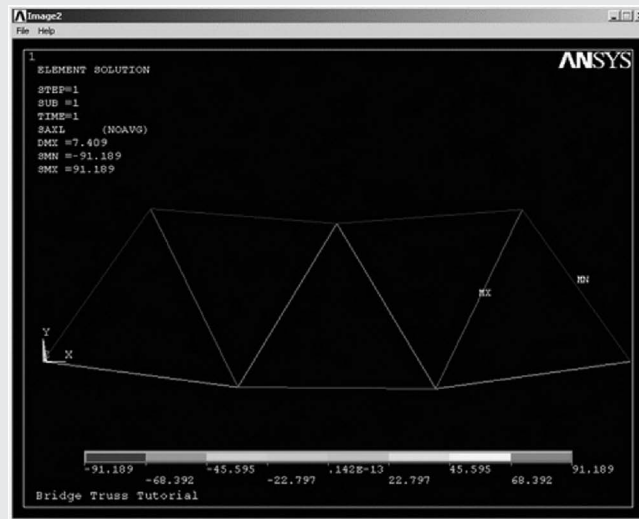 Image2
File Help
1
ANSYS
ELEMENT SOLUTION
STEP=1
SUB =1
TIME=1
SAXL (NOAVG)
DMX =7.409
SMN =-91.189
SMX =91.189
MX
MN
Y
X
-91.189 -45.595 .142E-13 45.595 91.189
-68.392 -22.797 22.797 68.392
Bridge Truss Tutorial